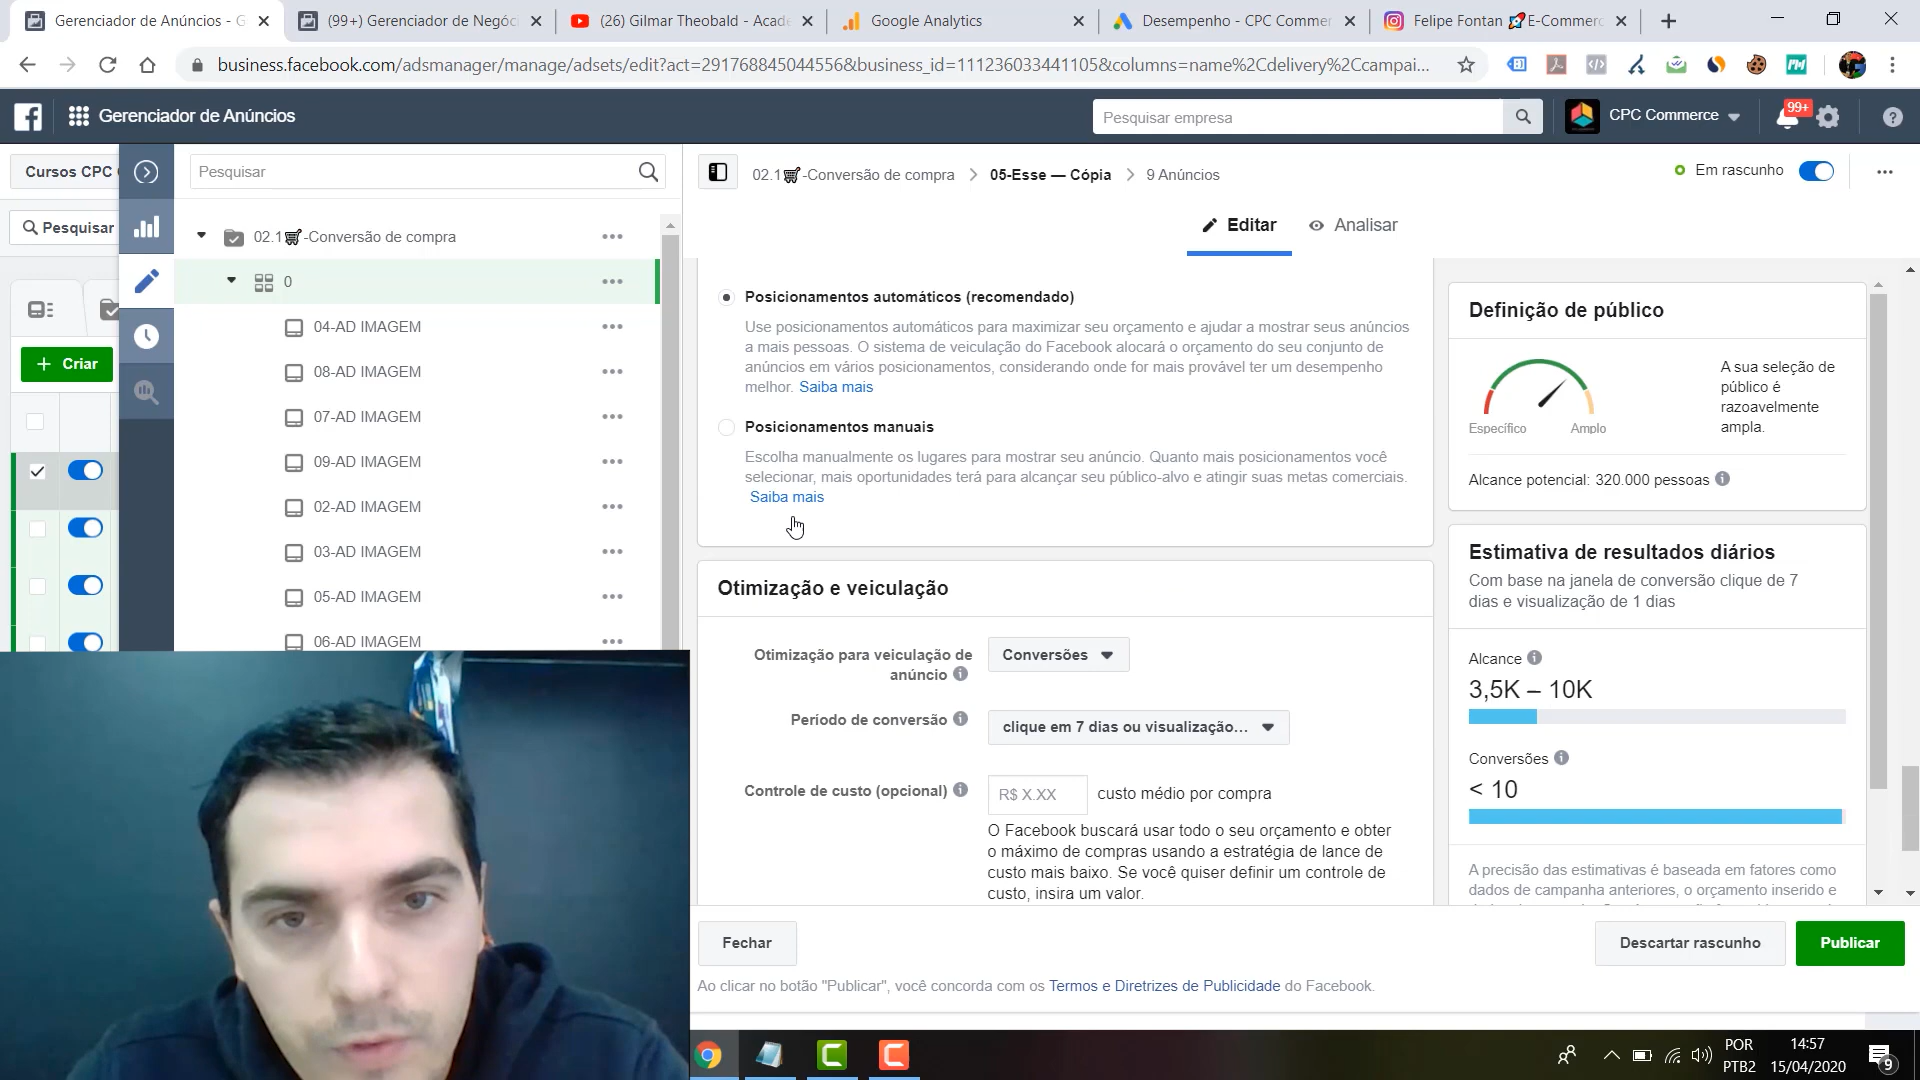 Gerenciador de Anúncios - G
(99+) Gerenciador de Negóc
(26) Gilmar Theobald - Acade
Google Analytics
Desempenho - CPC Commer
Felipe Fontan 🚀E-Commerc
business.facebook.com/adsmanager/manage/adsets/edit?act=291768845044556&business_id=111236033441105&columns=name%2Cdelivery%2Ccampai...
Gerenciador de Anúncios
Pesquisar empresa
CPC Commerce
99+
Cursos CPC
Pesquisar
Criar
Pesquisar
02.1🛒-Conversão de compra
0
04-AD IMAGEM
08-AD IMAGEM
07-AD IMAGEM
09-AD IMAGEM
02-AD IMAGEM
03-AD IMAGEM
05-AD IMAGEM
06-AD IMAGEM
02.1🛒-Conversão de compra > 05-Esse — Cópia > 9 Anúncios
Em rascunho
Editar
Analisar
Posicionamentos automáticos (recomendado)
Use posicionamentos automáticos para maximizar seu orçamento e ajudar a mostrar seus anúncios
a mais pessoas. O sistema de veiculação do Facebook alocará o orçamento do seu conjunto de
anúncios em vários posicionamentos, considerando onde for mais provável ter um desempenho
melhor. Saiba mais
Posicionamentos manuais
Escolha manualmente os lugares para mostrar seu anúncio. Quanto mais posicionamentos você
selecionar, mais oportunidades terá para alcançar seu público-alvo e atingir suas metas comerciais.
Saiba mais
Otimização e veiculação
Otimização para veiculação de
anúncio
Conversões
Período de conversão
clique em 7 dias ou visualização...
Controle de custo (opcional)
R$ X.XX
custo médio por compra
O Facebook buscará usar todo o seu orçamento e obter
o máximo de compras usando a estratégia de lance de
custo mais baixo. Se você quiser definir um controle de
custo, insira um valor.
Definição de público
Específico
Amplo
A sua seleção de
público é
razoavelmente
ampla.
Alcance potencial: 320.000 pessoas
Estimativa de resultados diários
Com base na janela de conversão clique de 7
dias e visualização de 1 dias
Alcance
3,5K – 10K
Conversões
< 10
A precisão das estimativas é baseada em fatores como
dados de campanha anteriores, o orçamento inserido e
Fechar
Descartar rascunho
Publicar
Ao clicar no botão "Publicar", você concorda com os Termos e Diretrizes de Publicidade do Facebook.
POR
PTB2
14:57
15/04/2020
9